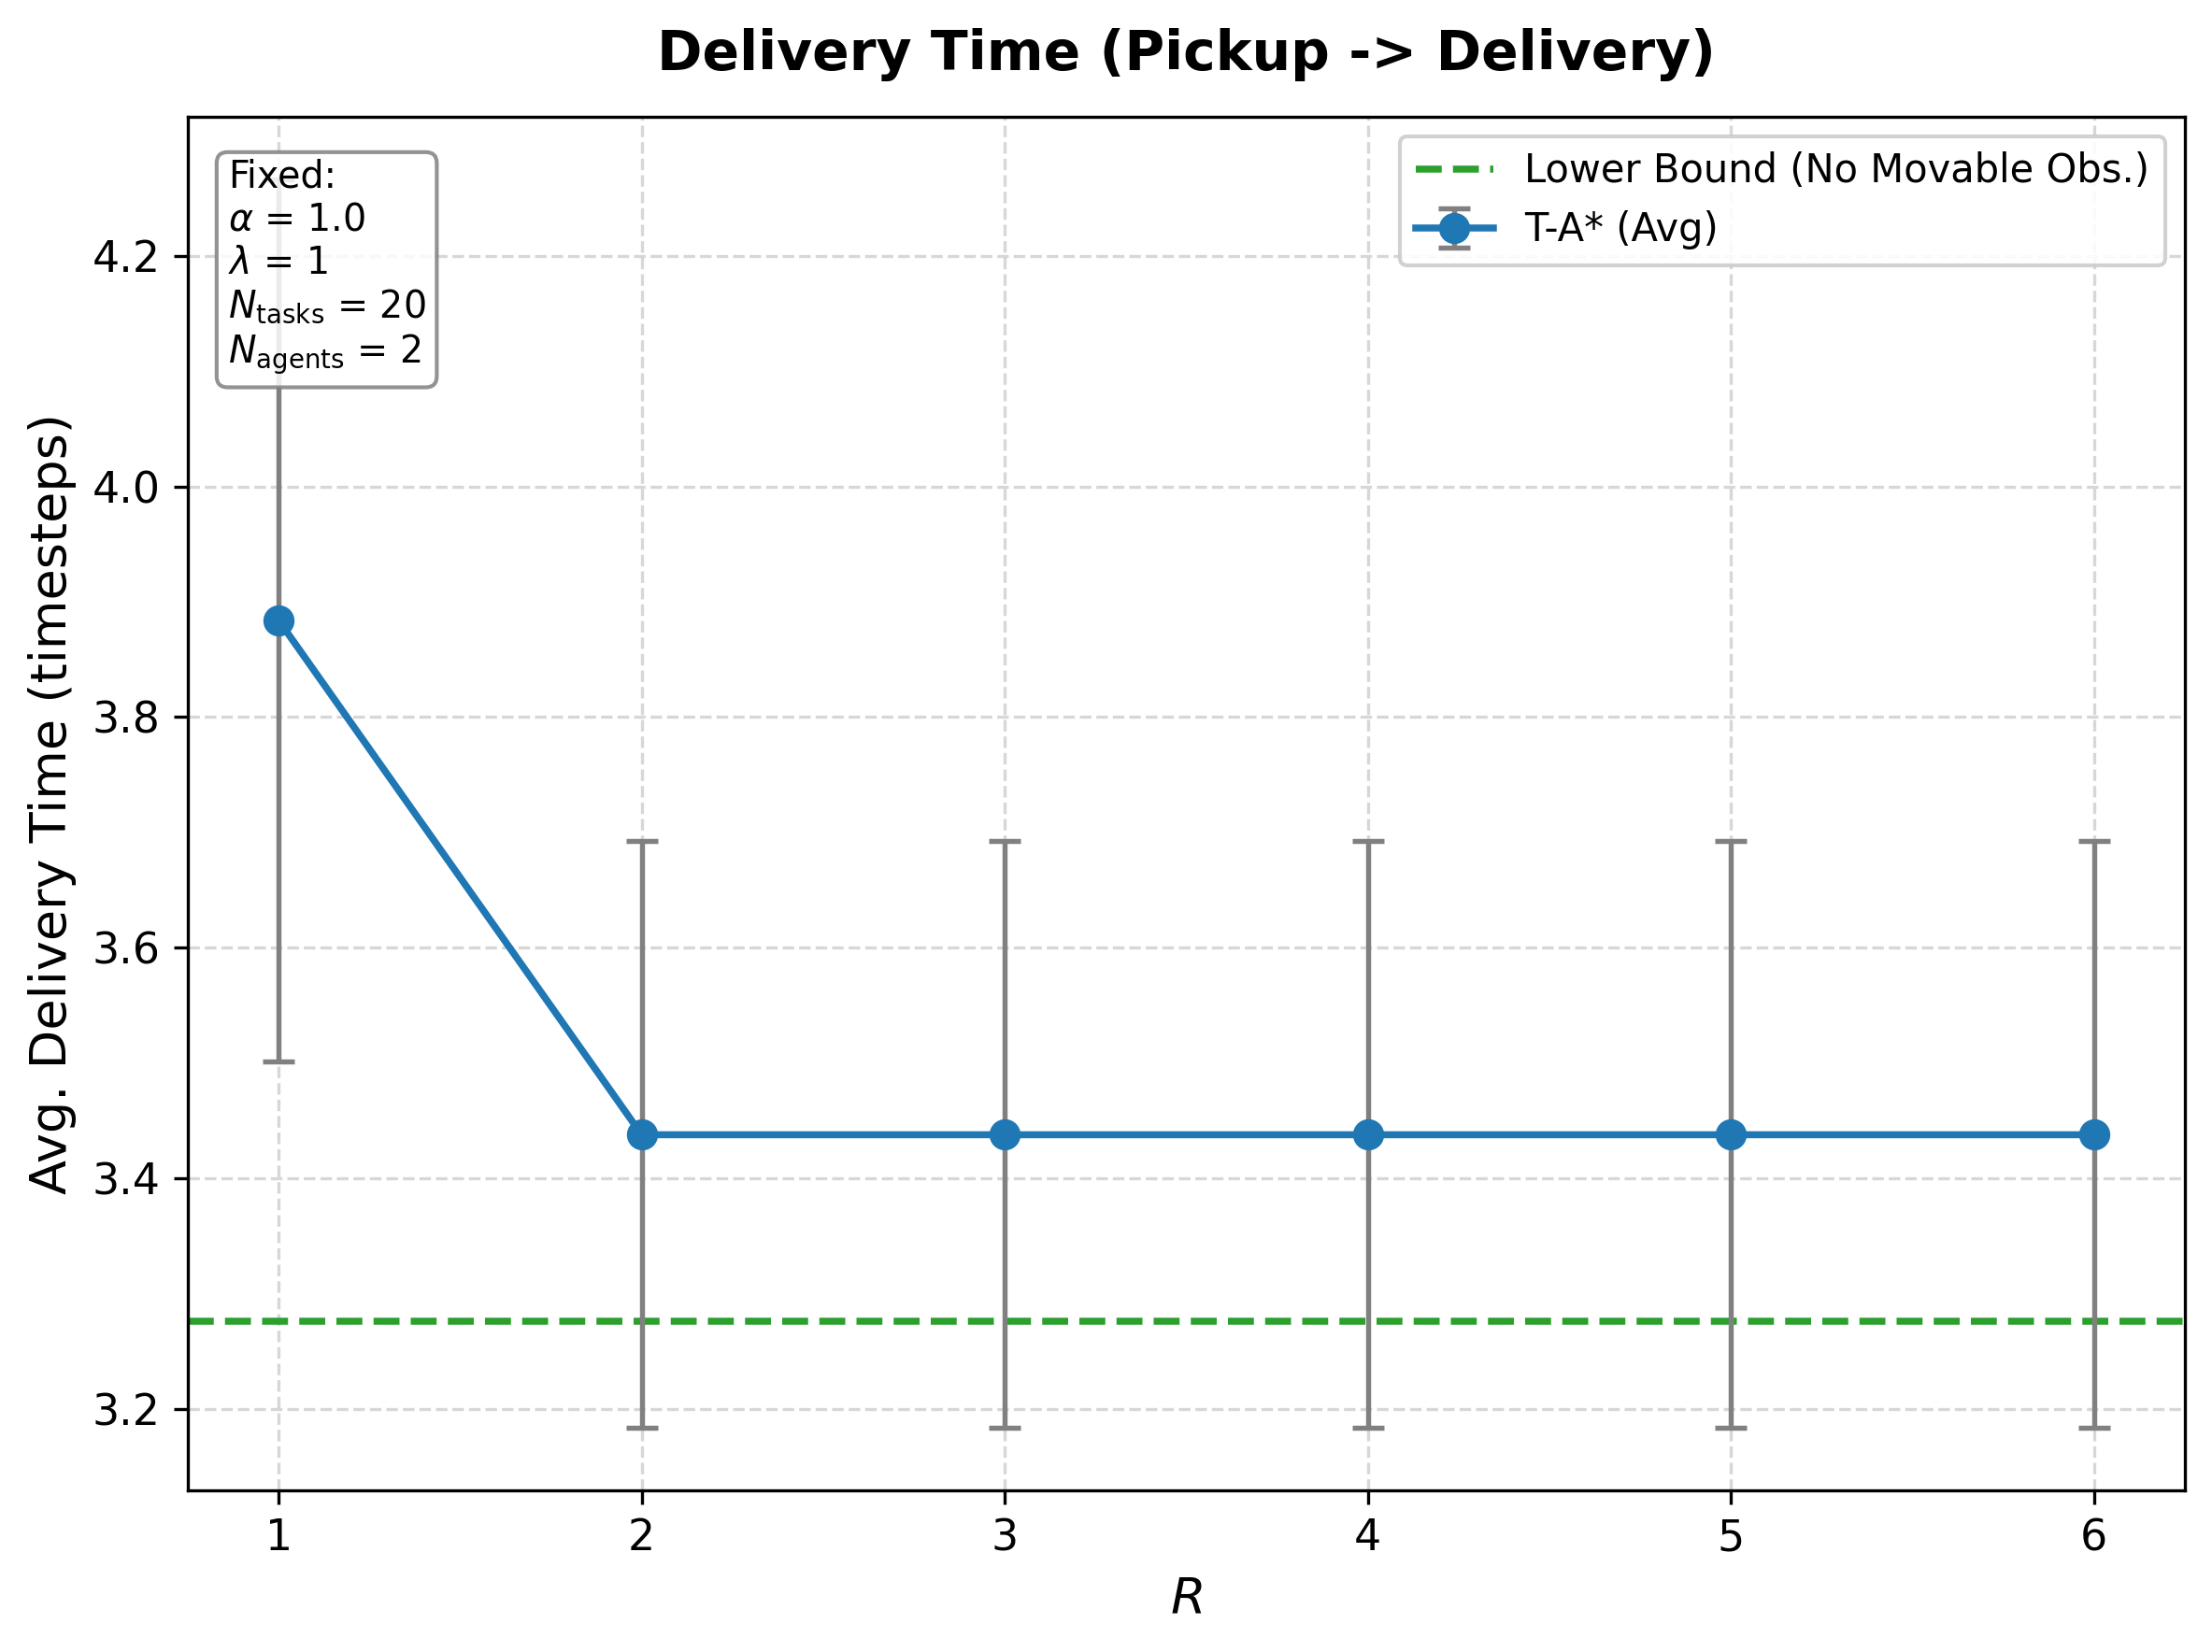 Delivery Time (Pickup -> Delivery)
Fixed:
α = 1.0
λ = 1
N_tasks = 20
N_agents = 2
Lower Bound (No Movable Obs.)
T-A* (Avg)
Avg. Delivery Time (timesteps)
4.2
4.0
3.8
3.6
3.4
3.2
1 2 3 4 5 6
R